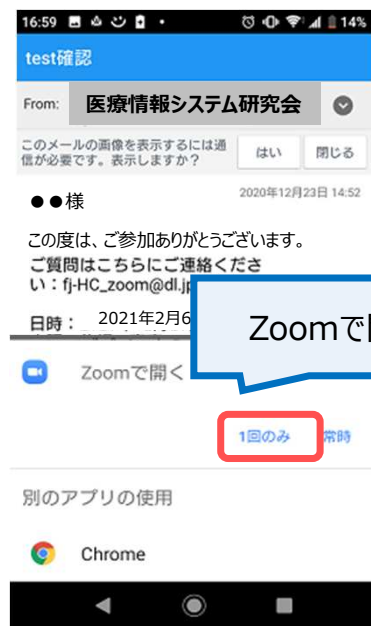 16:59
14%
test確認
From: 医療情報システム研究会
このメールの画像を表示するには通
信が必要です。表示しますか?
はい 閉じる
2020年12月23日 14:52
●●様
この度は、ご参加ありがとうございます。
ご質問はこちらにご連絡くださ
い:fj-HC_zoom@dl.jp
日時: 2021年2月6
Zoomで
Zoomで開く
1回のみ 常時
別のアプリの使用
Chrome